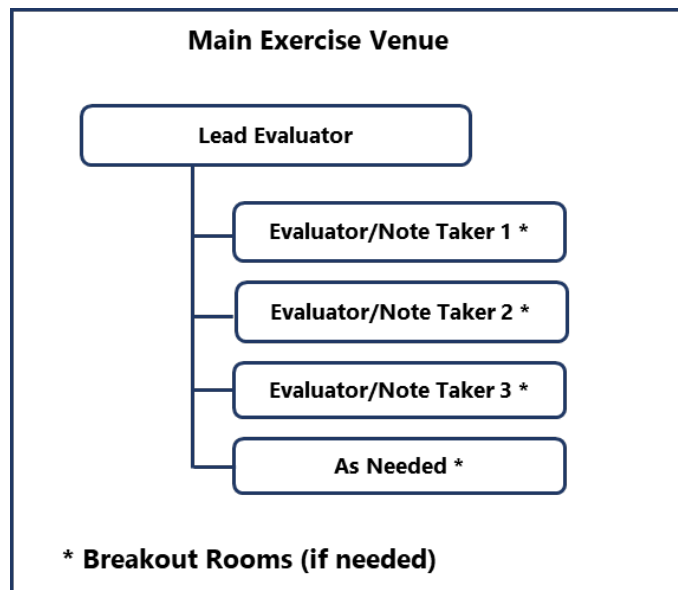 Main Exercise Venue
Lead Evaluator
Evaluator/Note Taker 1 *
Evaluator/Note Taker 2 *
Evaluator/Note Taker 3 *
As Needed *
* Breakout Rooms (if needed)